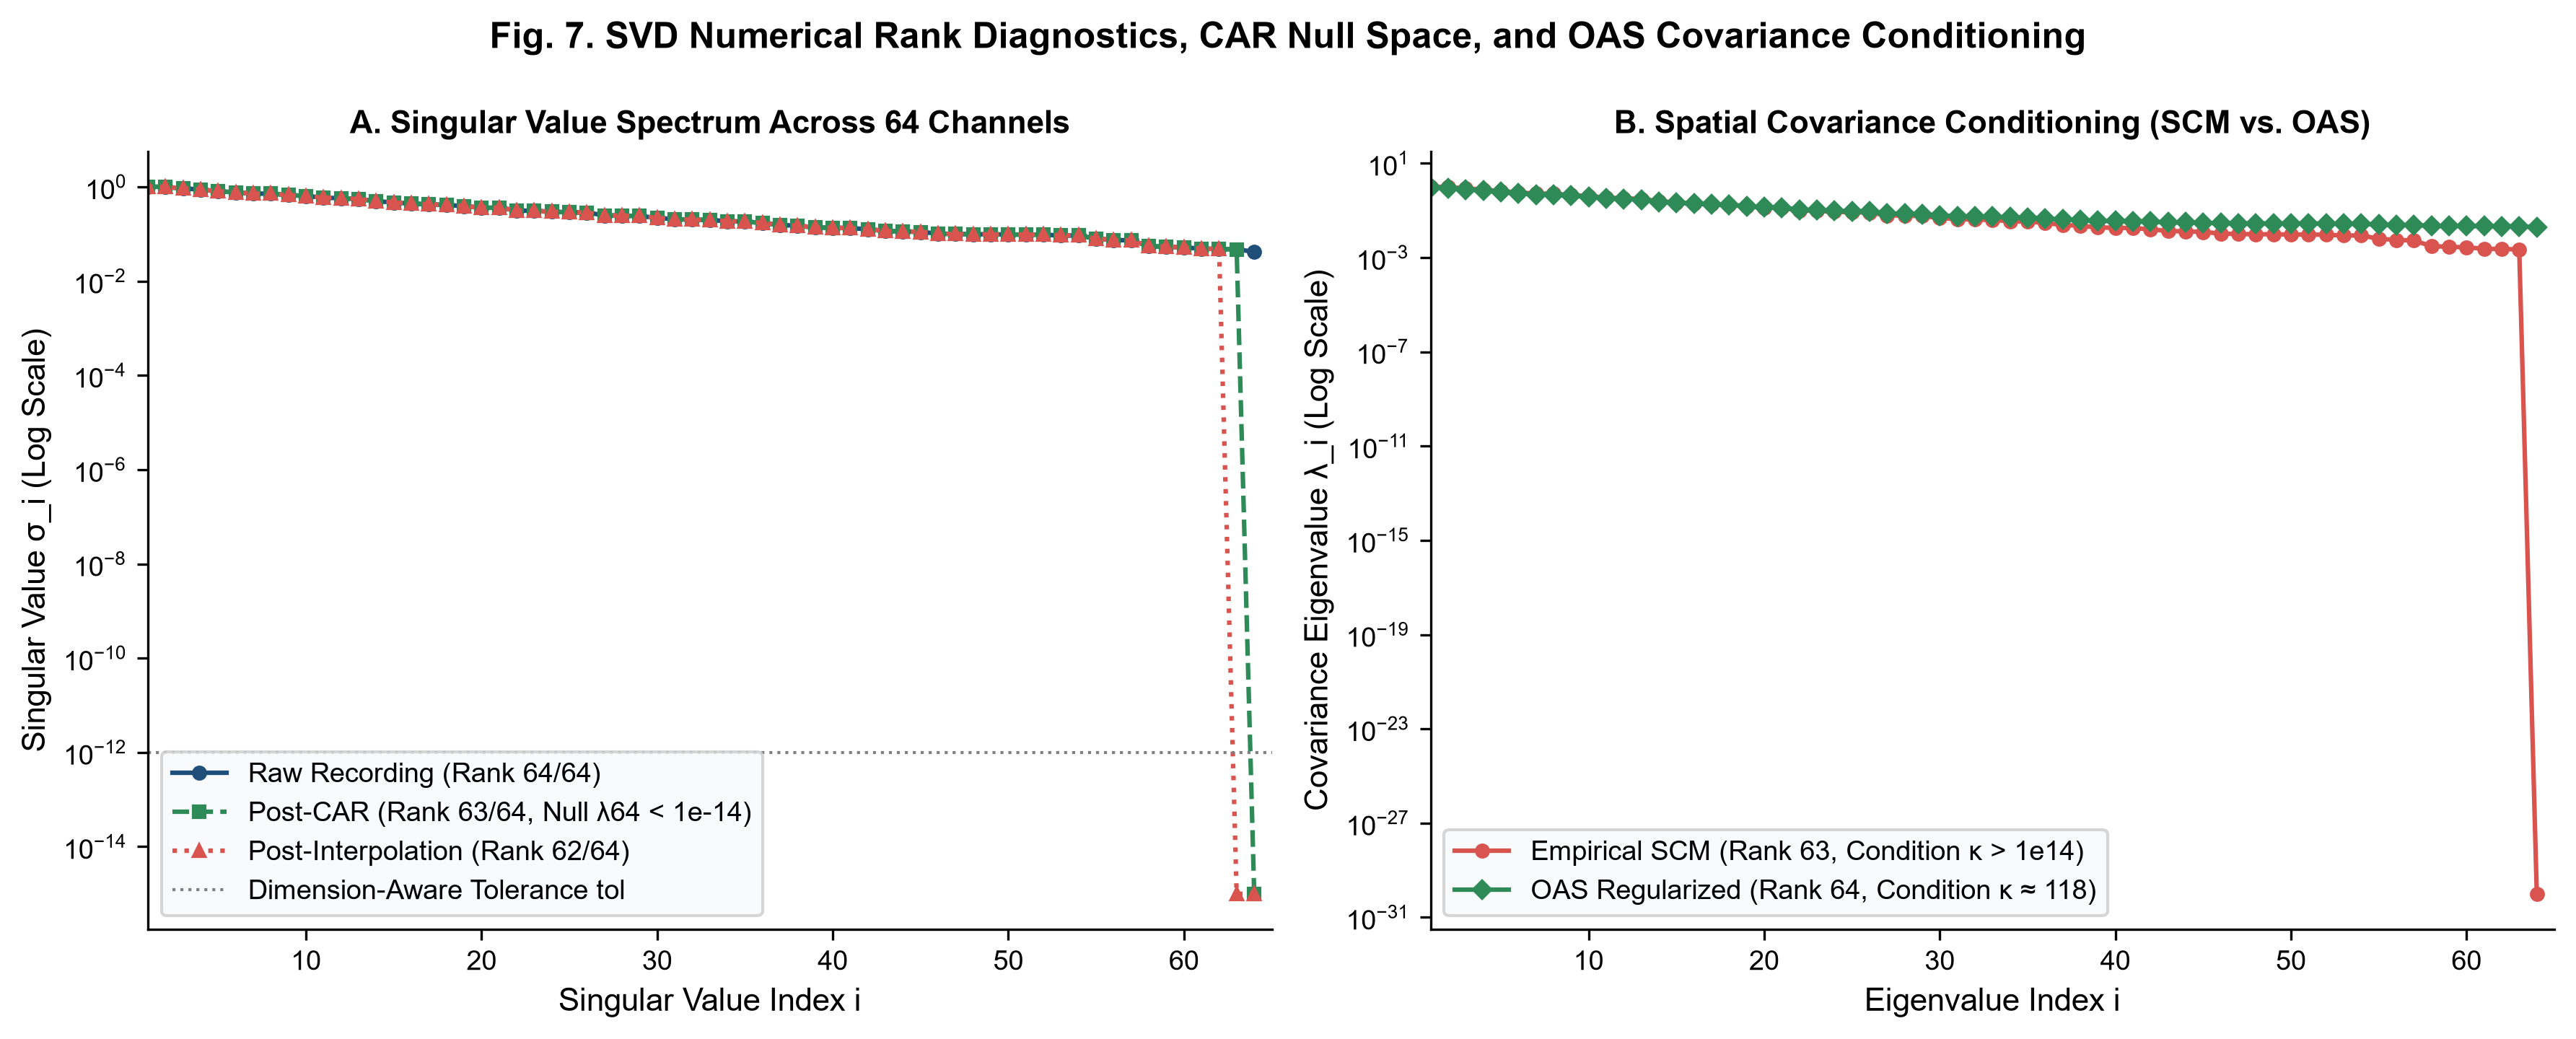 Fig. 7. SVD Numerical Rank Diagnostics, CAR Null Space, and OAS Covariance Conditioning
A. Singular Value Spectrum Across 64 Channels
Singular Value σ_i (Log Scale)
10⁰
10⁻²
10⁻⁴
10⁻⁶
10⁻⁸
10⁻¹⁰
10⁻¹²
10⁻¹⁴
Raw Recording (Rank 64/64)
Post-CAR (Rank 63/64, Null λ64 < 1e-14)
Post-Interpolation (Rank 62/64)
Dimension-Aware Tolerance tol
10 20 30 40 50 60
Singular Value Index i
B. Spatial Covariance Conditioning (SCM vs. OAS)
Covariance Eigenvalue λ_i (Log Scale)
10¹
10⁻³
10⁻⁷
10⁻¹¹
10⁻¹⁵
10⁻¹⁹
10⁻²³
10⁻²⁷
10⁻³¹
Empirical SCM (Rank 63, Condition κ > 1e14)
OAS Regularized (Rank 64, Condition κ ≈ 118)
10 20 30 40 50 60
Eigenvalue Index i